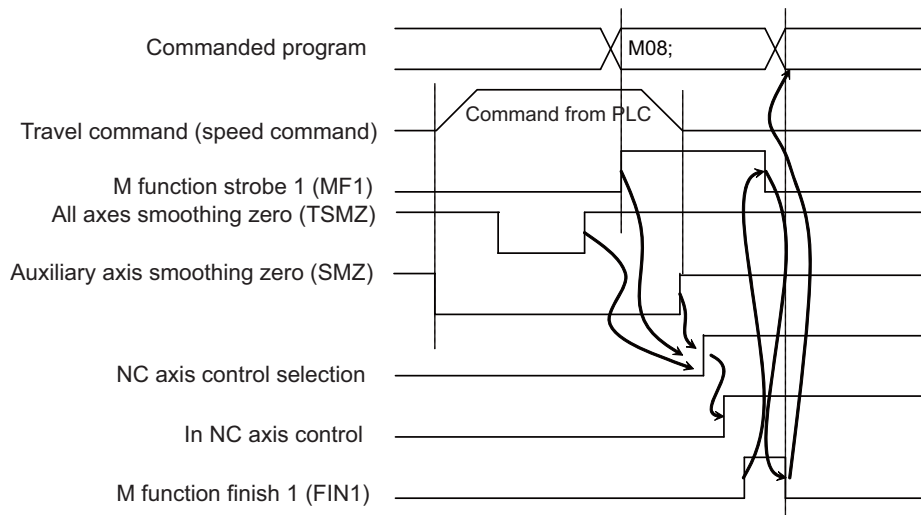 Commanded program
M08;
Command from PLC
Travel command (speed command)
M function strobe 1 (MF1)
All axes smoothing zero (TSMZ)
Auxiliary axis smoothing zero (SMZ)
NC axis control selection
In NC axis control
M function finish 1 (FIN1)